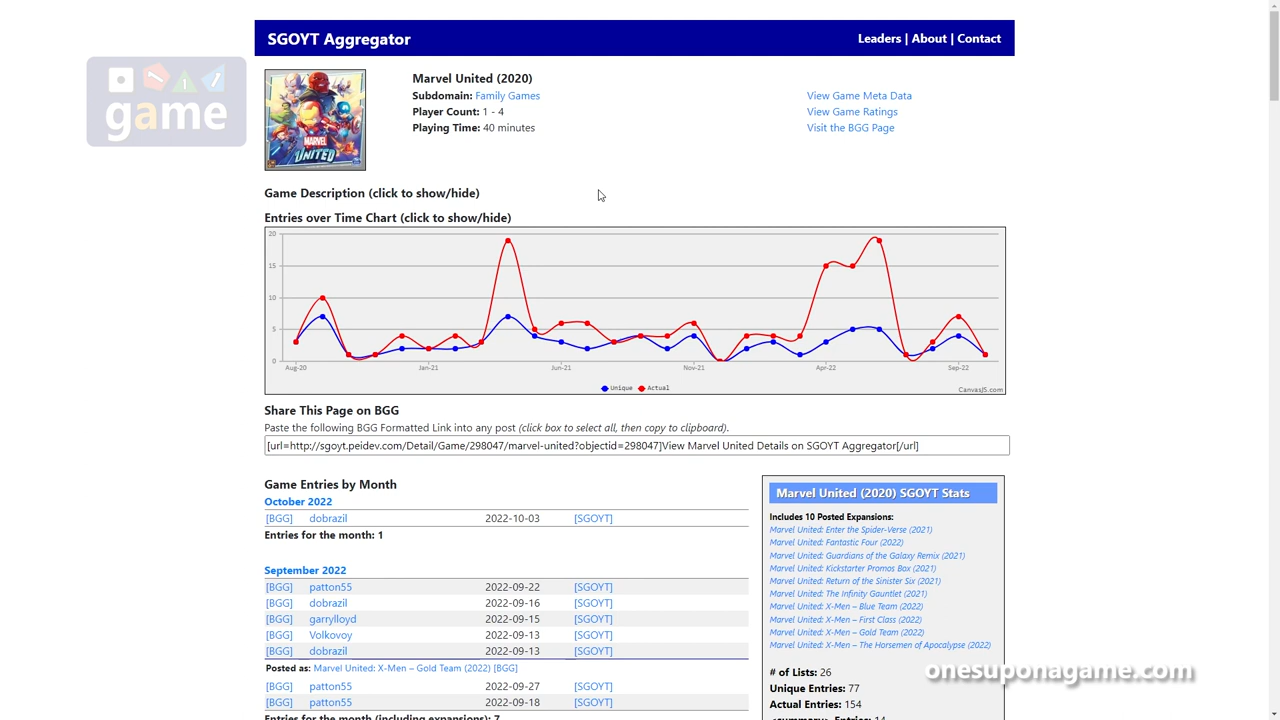 SGOYT Aggregator
Leaders | About | Contact
game
Marvel United (2020)
Subdomain: Family Games
Player Count: 1 - 4
Playing Time: 40 minutes
View Game Meta Data
View Game Ratings
Visit the BGG Page
MARVEL
UNITED
Game Description (click to show/hide)
Entries over Time Chart (click to show/hide)
20
15
10
5
0
Aug-20 Jan-21 Jun-21 Nov-21 Apr-22 Sep-22
Unique Actual
CanvasJS.com
Share This Page on BGG
Paste the following BGG Formatted Link into any post (click box to select all, then copy to clipboard).
[url=http://sgoyt.peidev.com/Detail/Game/298047/marvel-united?objectid=298047]View Marvel United Details on SGOYT Aggregator[/url]
Game Entries by Month
October 2022
[BGG] dobrazil 2022-10-03 [SGOYT]
Entries for the month: 1
September 2022
[BGG] patton55 2022-09-22 [SGOYT]
[BGG] dobrazil 2022-09-16 [SGOYT]
[BGG] garrylloyd 2022-09-15 [SGOYT]
[BGG] Volkovoy 2022-09-13 [SGOYT]
[BGG] dobrazil 2022-09-13 [SGOYT]
Posted as: Marvel United: X-Men – Gold Team (2022) [BGG]
[BGG] patton55 2022-09-27 [SGOYT]
[BGG] patton55 2022-09-18 [SGOYT]
Entries for the month (including expansions): 7
Marvel United (2020) SGOYT Stats
Includes 10 Posted Expansions:
Marvel United: Enter the Spider-Verse (2021)
Marvel United: Fantastic Four (2022)
Marvel United: Guardians of the Galaxy Remix (2021)
Marvel United: Kickstarter Promos Box (2021)
Marvel United: Return of the Sinister Six (2021)
Marvel United: The Infinity Gauntlet (2021)
Marvel United: X-Men – Blue Team (2022)
Marvel United: X-Men – First Class (2022)
Marvel United: X-Men – Gold Team (2022)
Marvel United: X-Men – The Horsemen of Apocalypse (2022)
# of Lists: 26
Unique Entries: 77
Actual Entries: 154
<summary> Entries: 14
onesuponagame.com